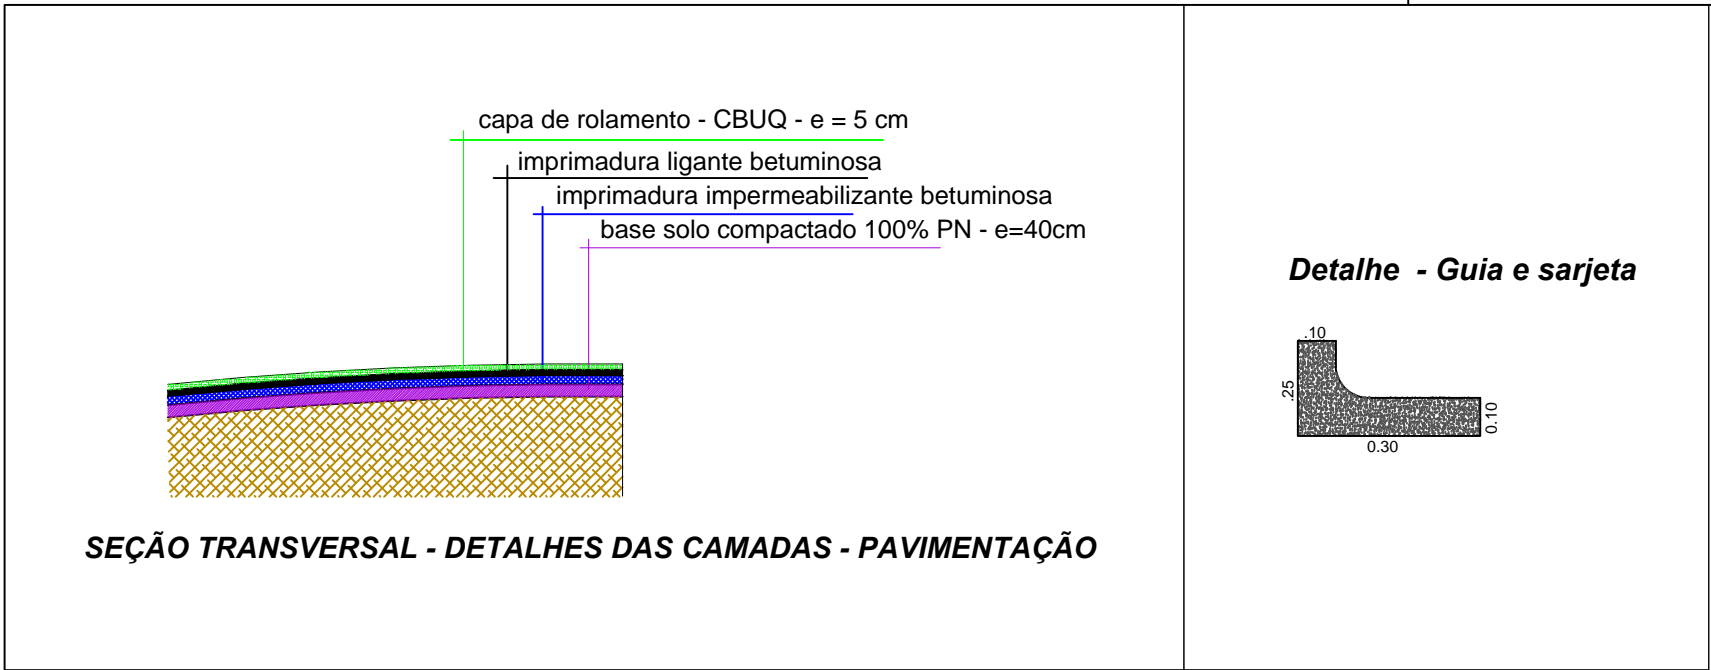 capa de rolamento - CBUQ - e = 5 cm
imprimadura ligante betuminosa
imprimadura impermeabilizante betuminosa
base solo compactado 100% PN - e=40cm
SEÇÃO TRANSVERSAL - DETALHES DAS CAMADAS - PAVIMENTAÇÃO
Detalhe - Guia e sarjeta
.10
.25
0.10
0.30